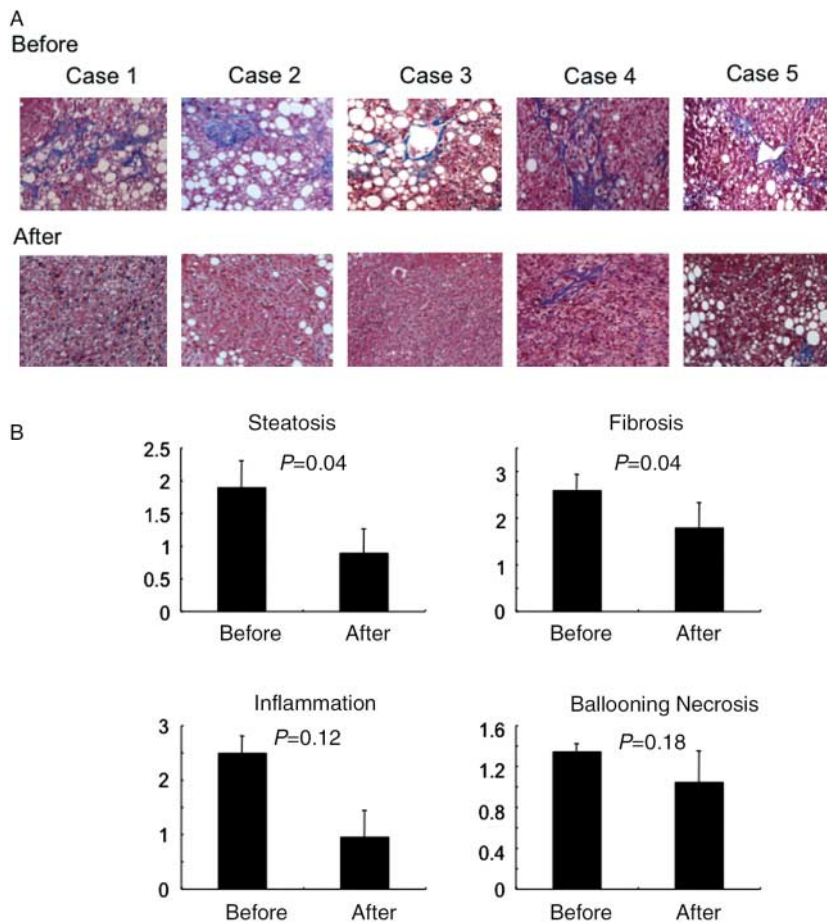 A
Before
Case 1 Case 2 Case 3 Case 4 Case 5
After
B
Steatosis
P=0.04
2.5
2
1.5
1
0.5
0
Before After
Fibrosis
P=0.04
3
2
1
0
Before After
Inflammation
P=0.12
3
2
1
0
Before After
Ballooning Necrosis
P=0.18
1.6
1.2
0.8
0.4
0
Before After